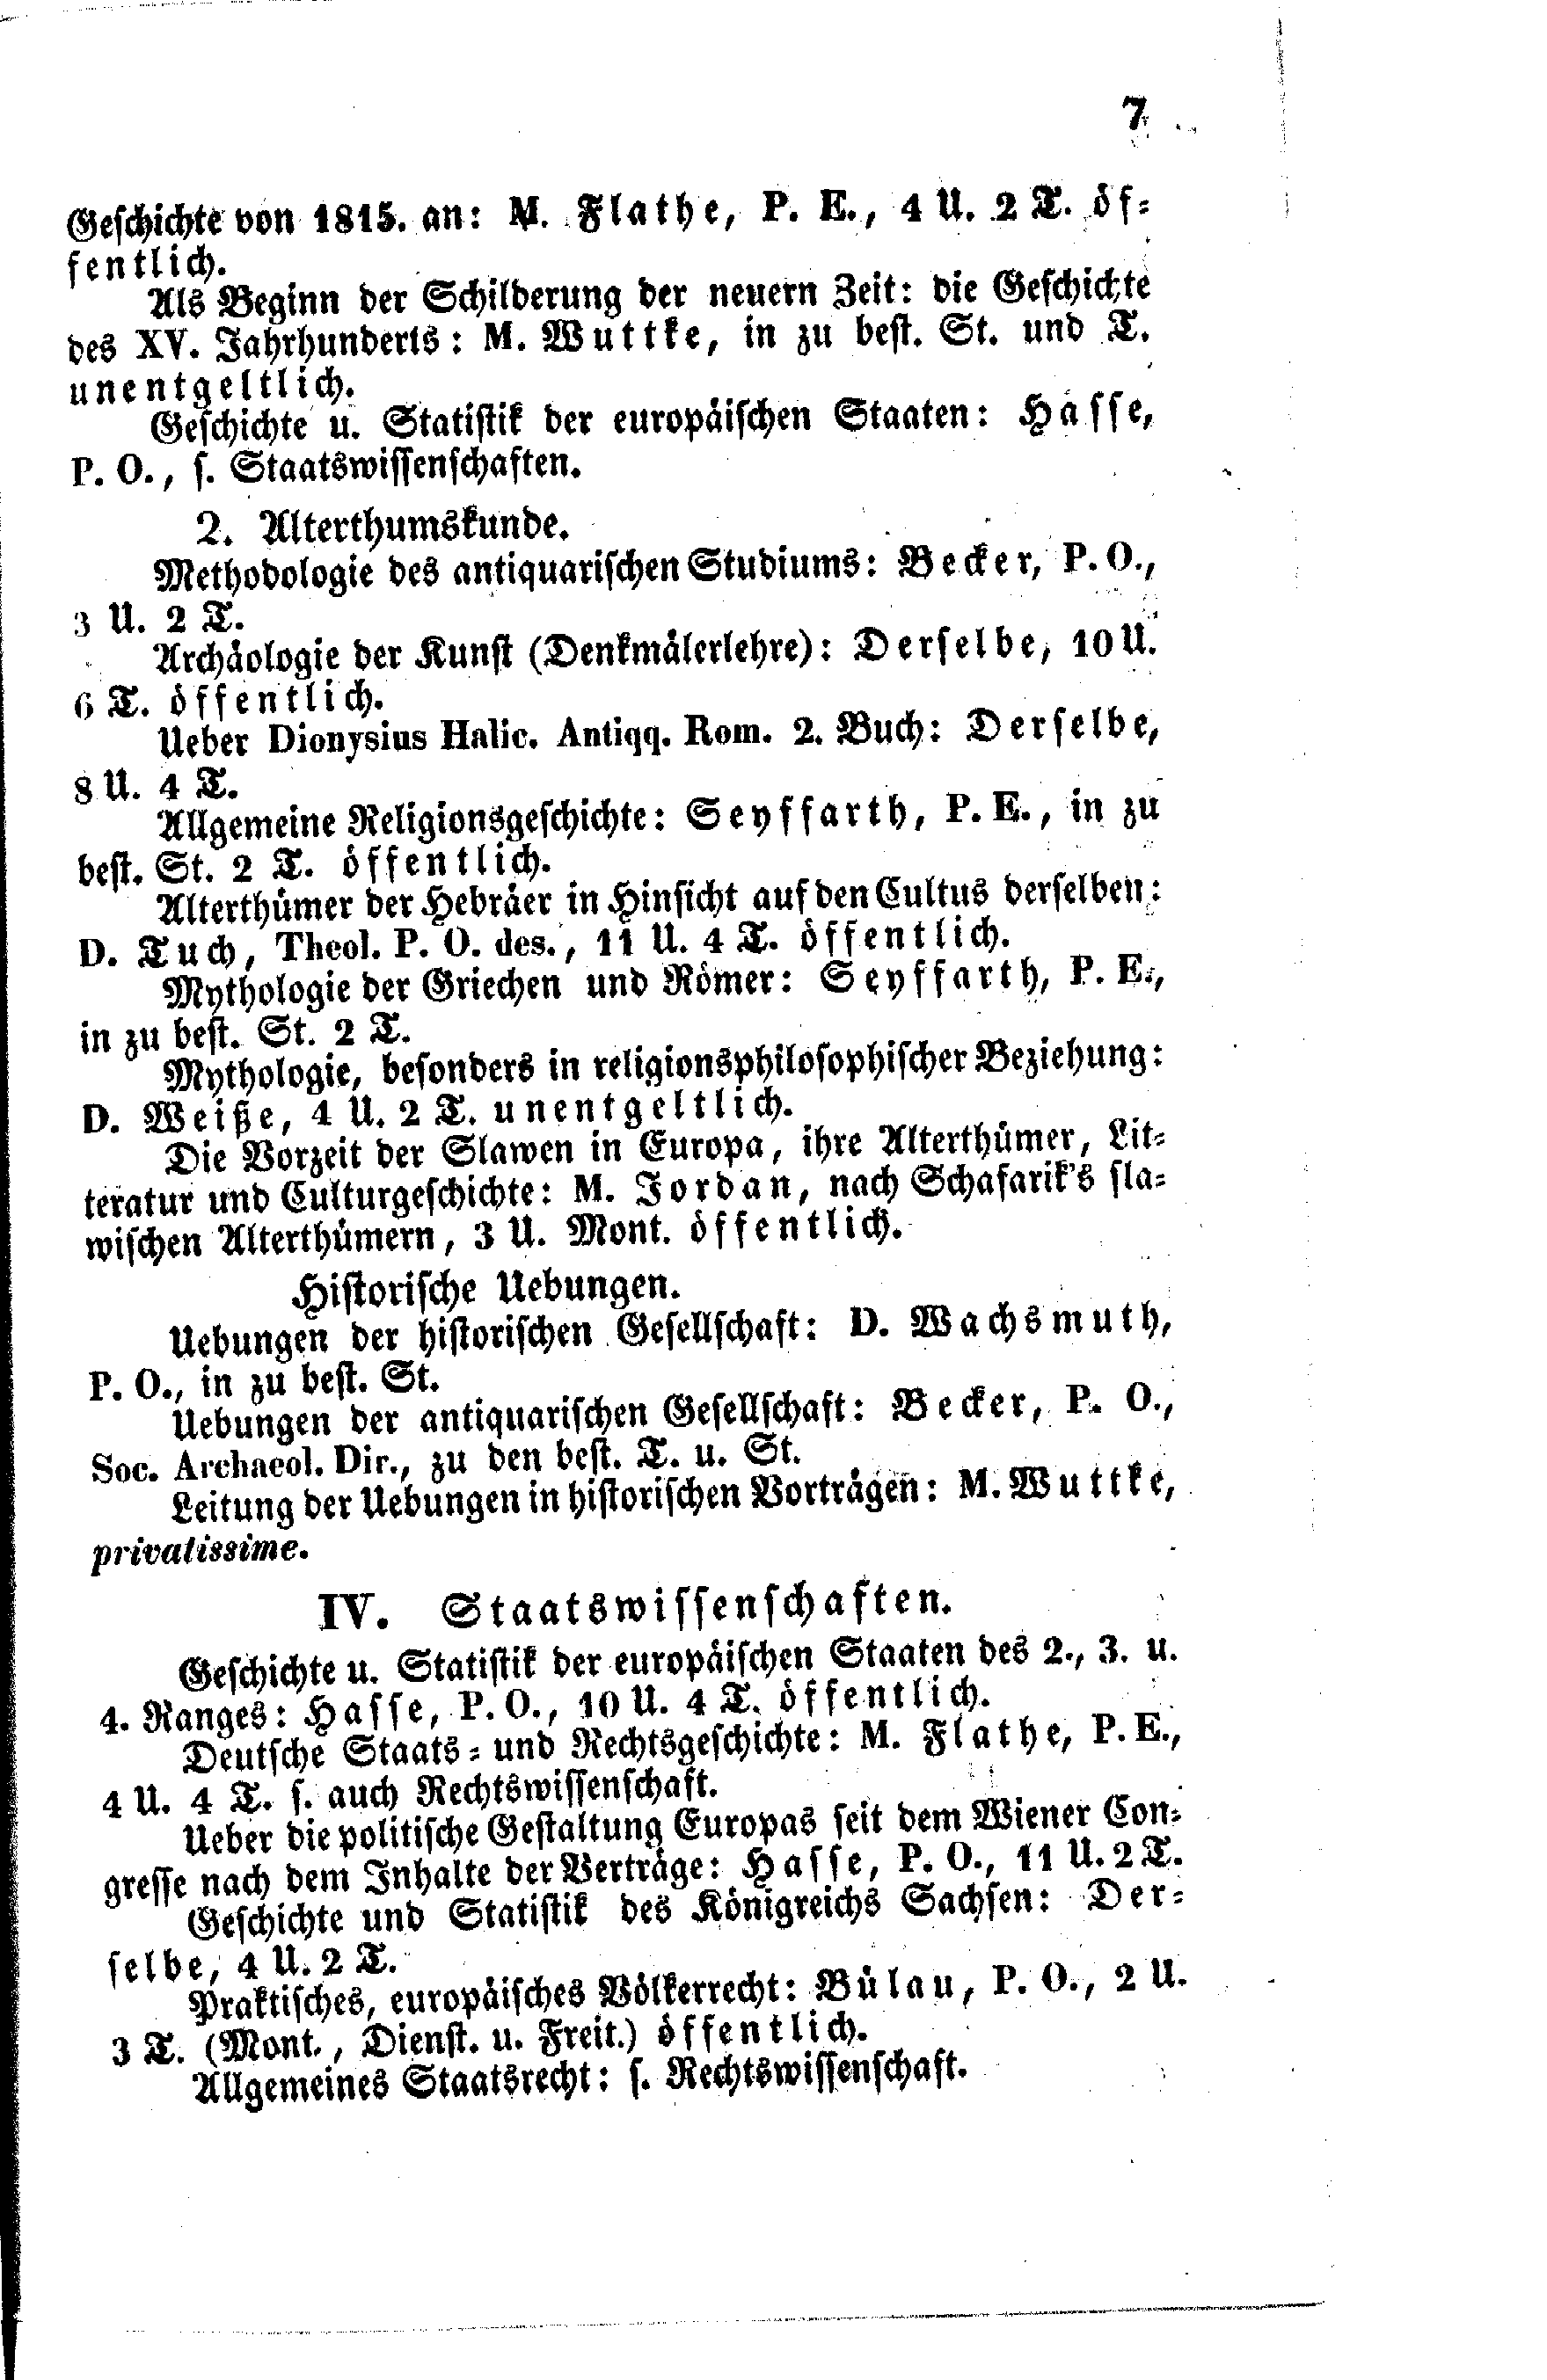 7
Geschichte von 1815. an: M. Flathe, P. E., 4 U. 2 T. öf-
fentlich.
Als Beginn der Schilderung der neuern Zeit: die Geschichte
des XV. Jahrhunderts: M. Wuttke, in zu best. St. und T.
unentgeltlich.
Geschichte u. Statistik der europäischen Staaten: Hasse,
P. O., s. Staatswissenschaften.
2. Alterthumskunde.
Methodologie des antiquarischen Studiums: Becker, P. O.,
3 U. 2 T.
Archäologie der Kunst (Denkmälerlehre): Derselbe, 10 U.
6 T. öffentlich.
Ueber Dionysius Halic. Antiqq. Rom. 2. Buch: Derselbe,
8 U. 4 T.
Allgemeine Religionsgeschichte: Seyffarth, P. E., in zu
best. St. 2 T. öffentlich.
Alterthümer der Hebräer in Hinsicht auf den Cultus derselben:
D. Tuch, Theol. P. O. des., 11 U. 4 T. öffentlich.
Mythologie der Griechen und Römer: Seyffarth, P. E.,
in zu best. St. 2 T.
Mythologie, besonders in religionsphilosophischer Beziehung:
D. Weiße, 4 U. 2 T. unentgeltlich.
Die Vorzeit der Slawen in Europa, ihre Alterthümer, Lit-
teratur und Culturgeschichte: M. Jordan, nach Schafarik's sla-
wischen Alterthümern, 3 U. Mont. öffentlich.
Historische Uebungen.
Uebungen der historischen Gesellschaft: D. Wachsmuth,
P. O., in zu best. St.
Uebungen der antiquarischen Gesellschaft: Becker, P. O.,
Soc. Archaeol. Dir., zu den best. T. u. St.
Leitung der Uebungen in historischen Vorträgen: M. Wuttke,
privatissime.
IV. Staatswissenschaften.
Geschichte u. Statistik der europäischen Staaten des 2., 3. u.
4. Ranges: Hasse, P. O., 10 U. 4 T. öffentlich.
Deutsche Staats- und Rechtsgeschichte: M. Flathe, P. E.,
4 U. 4 T. s. auch Rechtswissenschaft.
Ueber die politische Gestaltung Europas seit dem Wiener Con-
gresse nach dem Inhalte der Verträge: Hasse, P. O., 11 U. 2 T.
Geschichte und Statistik des Königreichs Sachsen: Der-
selbe, 4 U. 2 T.
Praktisches, europäisches Völkerrecht: Bülau, P. O., 2 U.
3 T. (Mont., Dienst. u. Freit.) öffentlich.
Allgemeines Staatsrecht: s. Rechtswissenschaft.